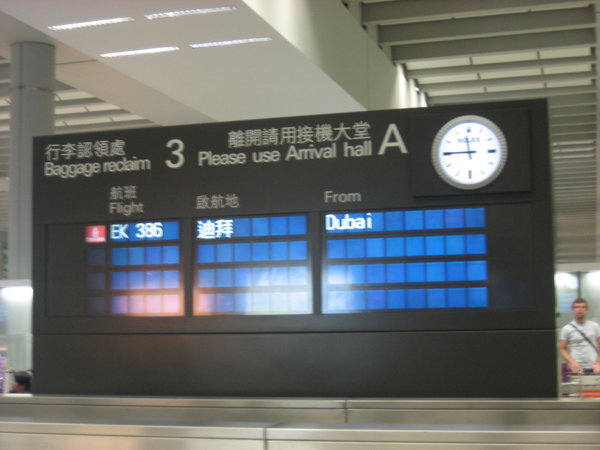 行李認領處 3 離開請用接機大堂 A
Baggage reclaim Please use Arrival hall
航班 啟航地 From
Flight
EK 386 迪拜 Dubai